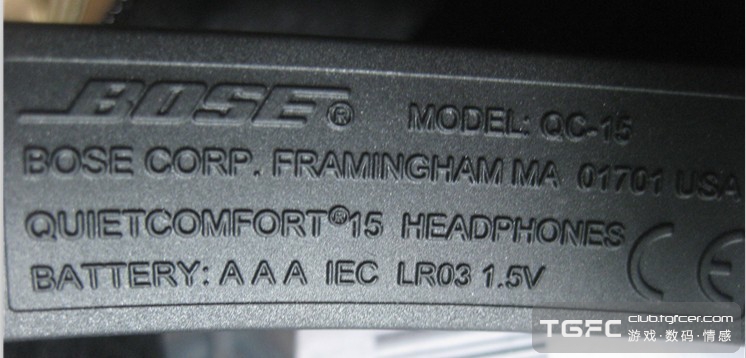 BOSE® MODEL: QC-15
BOSE CORP. FRAMINGHAM MA 01701 USA
QUIETCOMFORT®15 HEADPHONES CE
BATTERY: A A A IEC LR03 1.5V
TGFC club.tgfcer.com
游戏·数码·情感